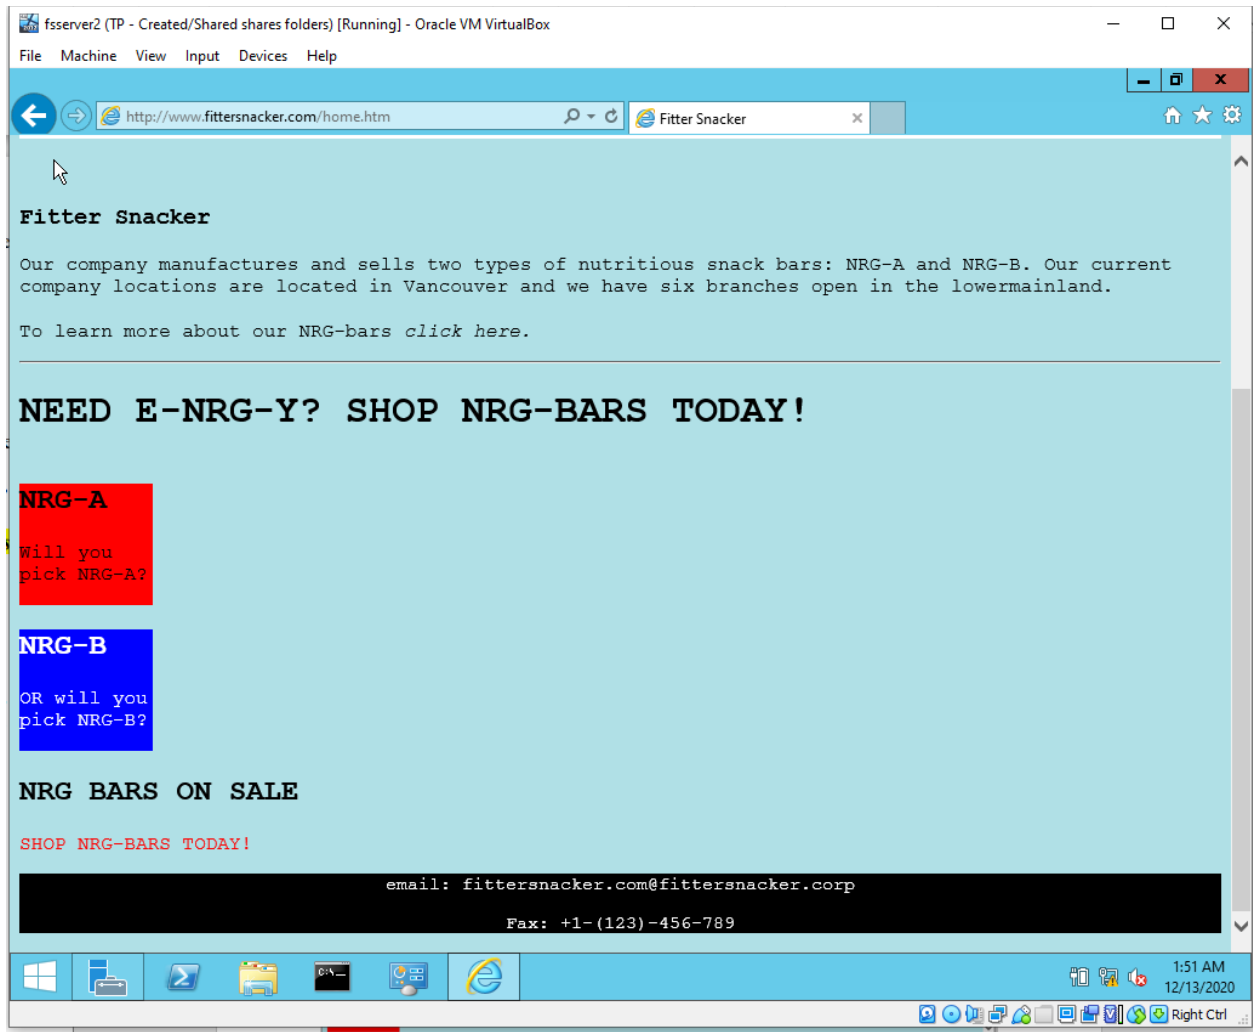 fsserver2 (TP - Created/Shared shares folders) [Running] - Oracle VM VirtualBox
File Machine View Input Devices Help
http://www.fittersnacker.com/home.htm
Fitter Snacker
Fitter Snacker
Our company manufactures and sells two types of nutritious snack bars: NRG-A and NRG-B. Our current
company locations are located in Vancouver and we have six branches open in the lowermainland.
To learn more about our NRG-bars click here.
NEED E-NRG-Y? SHOP NRG-BARS TODAY!
NRG-A
Will you
pick NRG-A?
NRG-B
OR will you
pick NRG-B?
NRG BARS ON SALE
SHOP NRG-BARS TODAY!
email: fittersnacker.com@fittersnacker.corp
Fax: +1-(123)-456-789
1:51 AM
12/13/2020
Right Ctrl